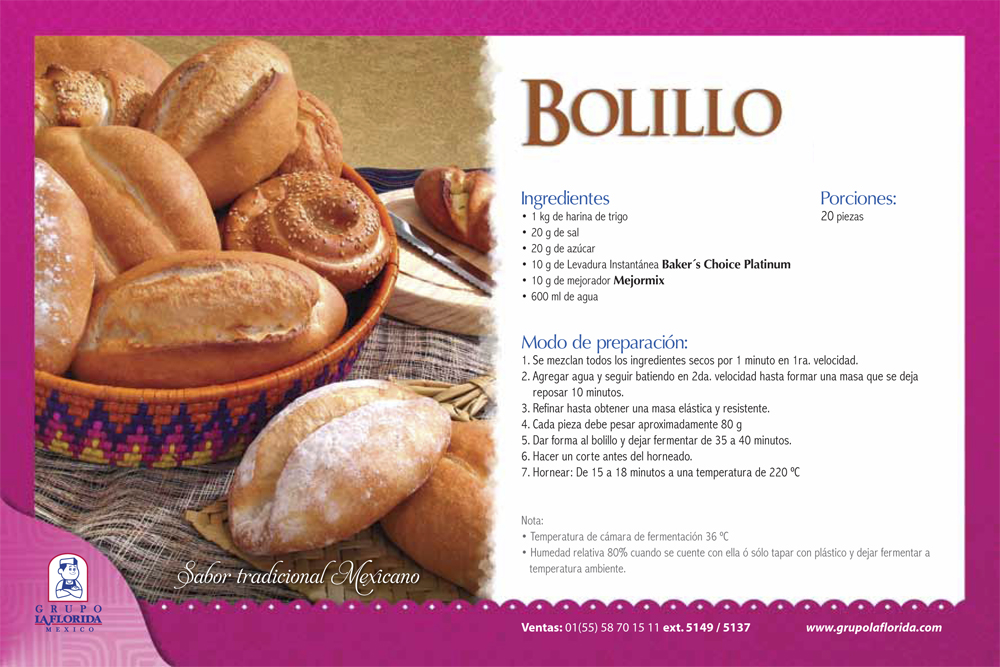 BOLILLO
Ingredientes
• 1 kg de harina de trigo
• 20 g de sal
• 20 g de azúcar
• 10 g de Levadura Instantánea Baker´s Choice Platinum
• 10 g de mejorador Mejormix
• 600 ml de agua
Porciones:
20 piezas
Modo de preparación:
1. Se mezclan todos los ingredientes secos por 1 minuto en 1ra. velocidad.
2. Agregar agua y seguir batiendo en 2da. velocidad hasta formar una masa que se deja
reposar 10 minutos.
3. Refinar hasta obtener una masa elástica y resistente.
4. Cada pieza debe pesar aproximadamente 80 g
5. Dar forma al bolillo y dejar fermentar de 35 a 40 minutos.
6. Hacer un corte antes del horneado.
7. Hornear: De 15 a 18 minutos a una temperatura de 220 ºC
Nota:
• Temperatura de cámara de fermentación 36 ºC
• Humedad relativa 80% cuando se cuente con ella ó sólo tapar con plástico y dejar fermentar a
temperatura ambiente.
Sabor tradicional Mexicano
GRUPO
LA FLORIDA
MEXICO
Ventas: 01(55) 58 70 15 11 ext. 5149 / 5137
www.grupolaflorida.com